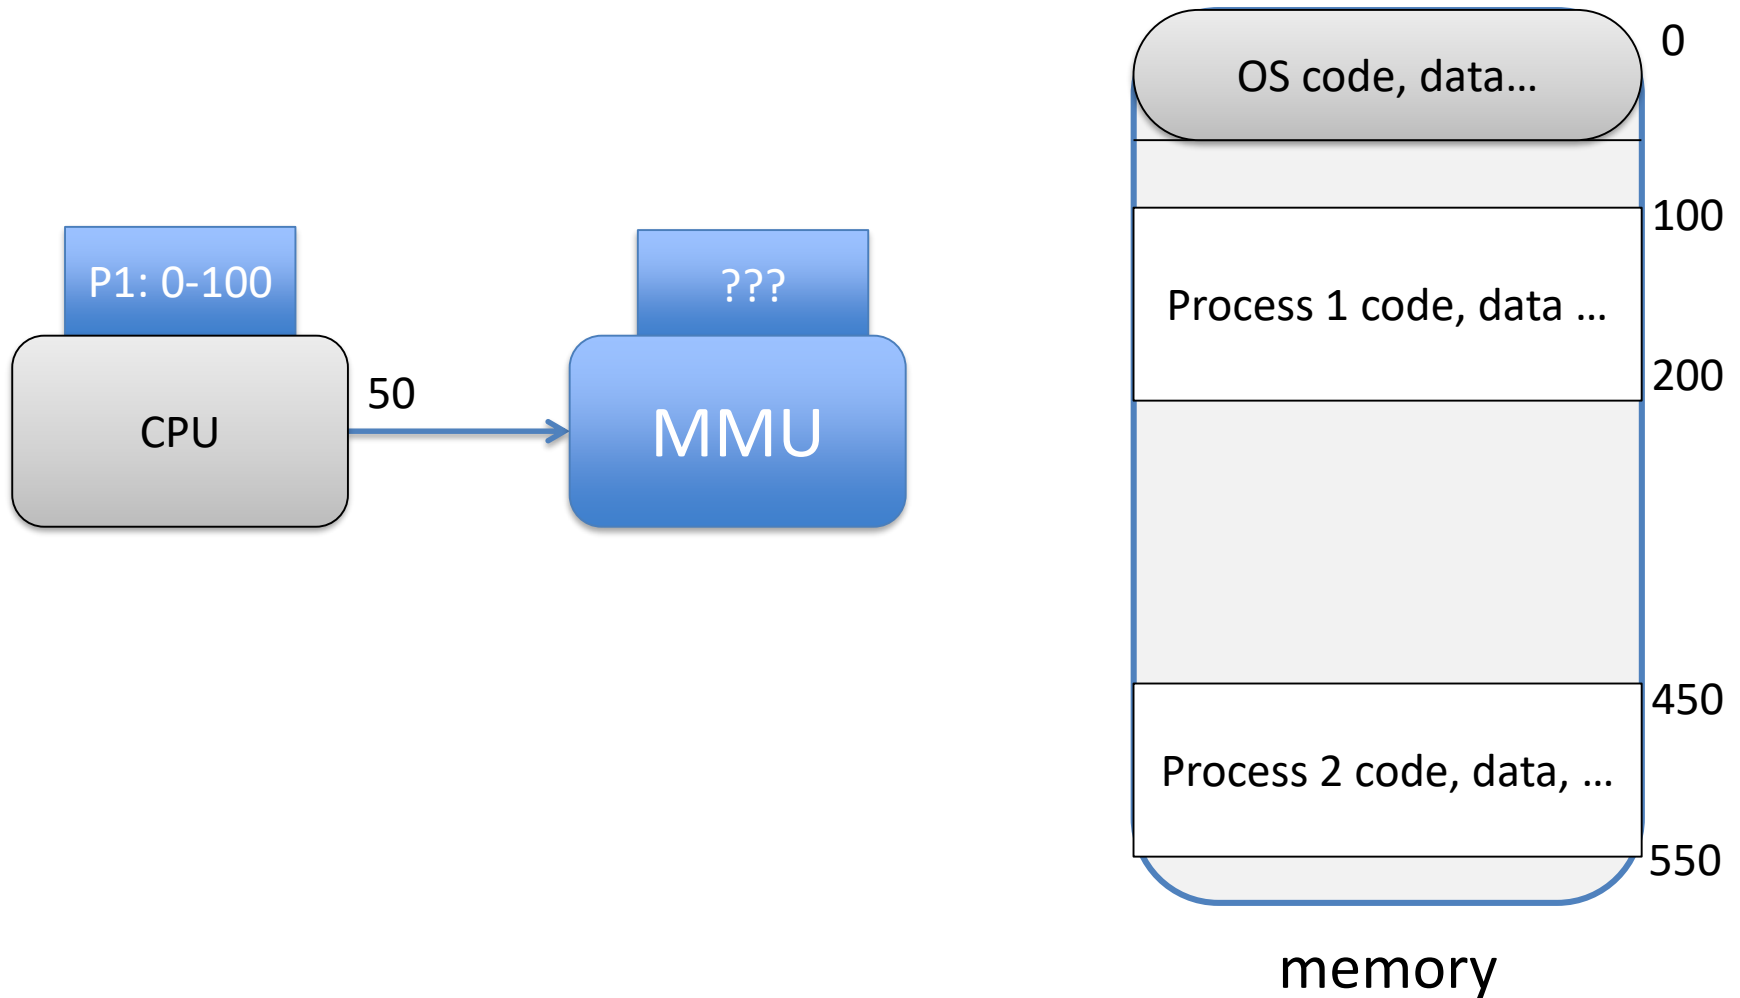 P1: 0-100
CPU
50
???
MMU
OS code, data…
0
100
Process 1 code, data …
200
450
Process 2 code, data, …
550
memory